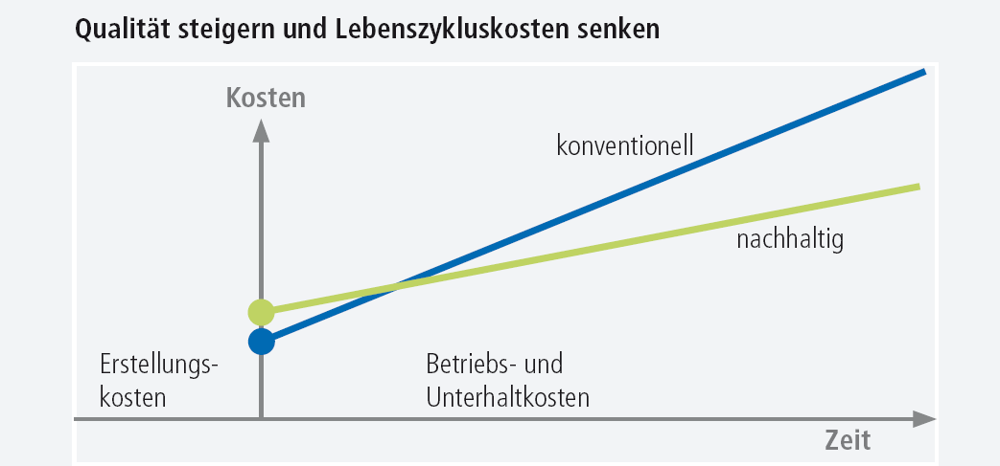 Qualität steigern und Lebenszykluskosten senken
Kosten
konventionell
nachhaltig
Erstellungs-
kosten
Betriebs- und
Unterhaltkosten
Zeit